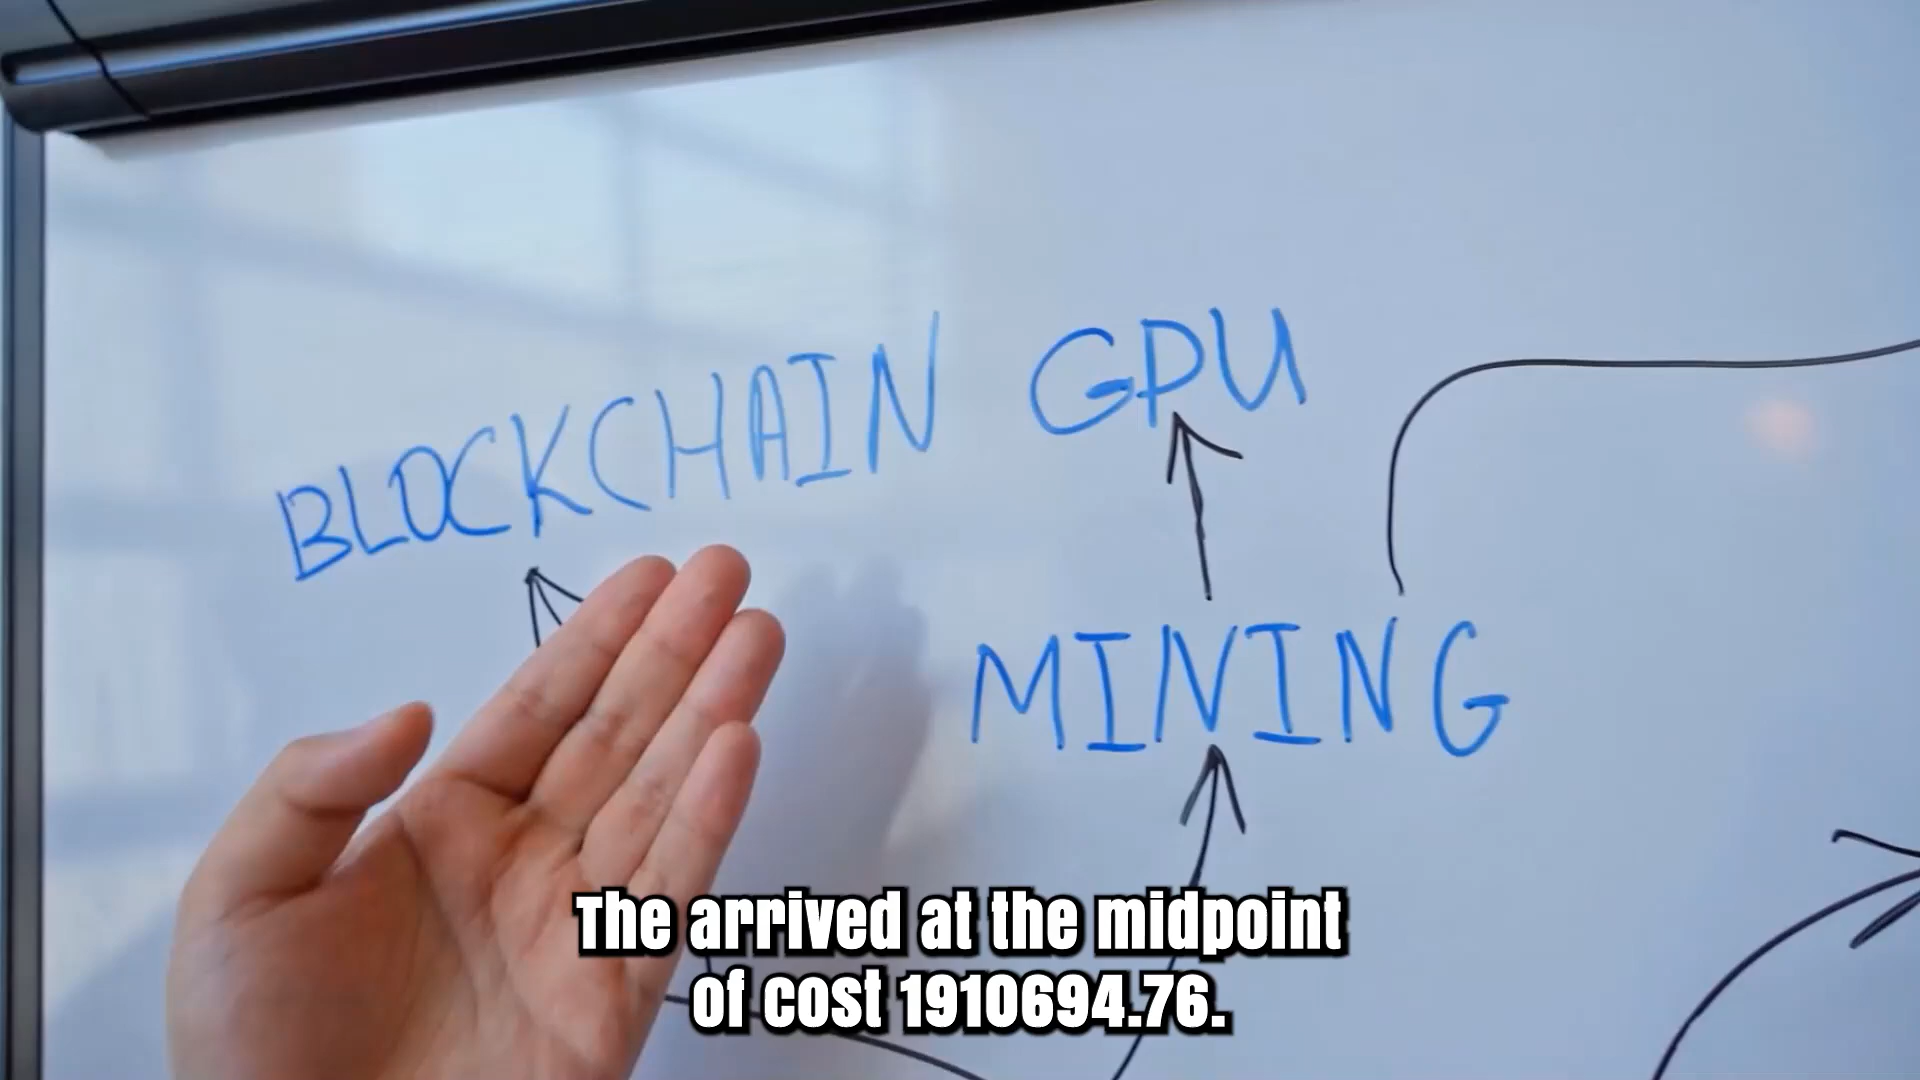 BLOCKCHAIN GPU
MINING
The arrived at the midpoint
of cost 1910694.76.